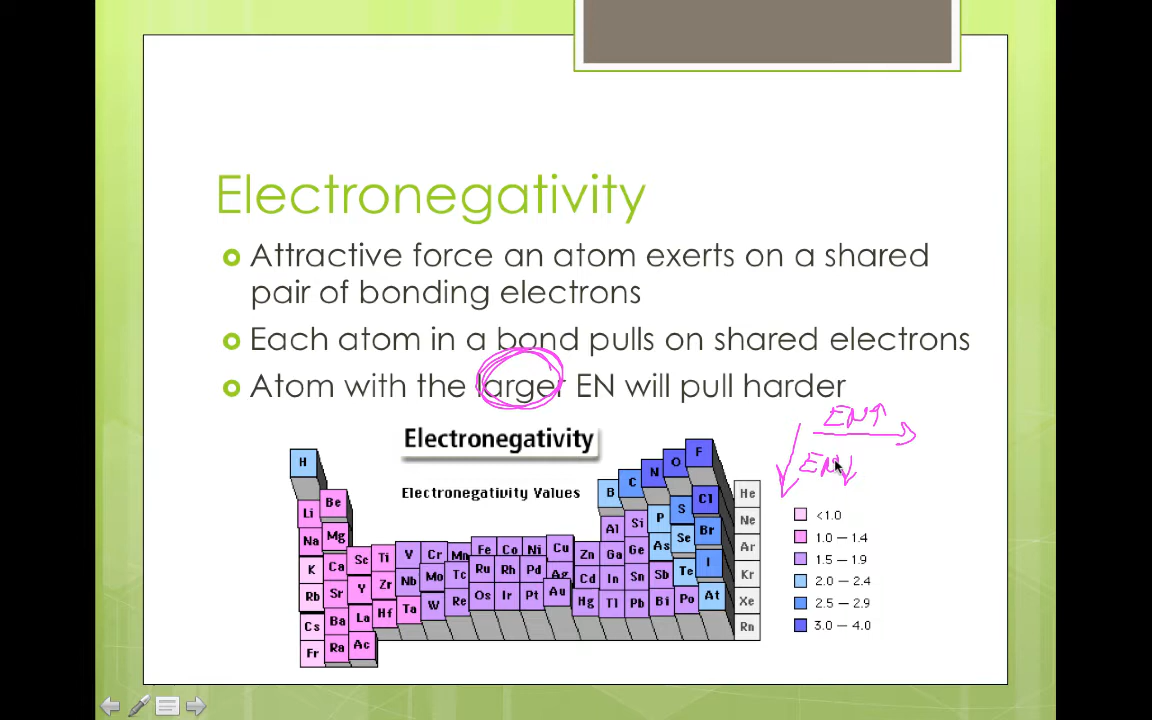 Electronegativity
Attractive force an atom exerts on a shared
pair of bonding electrons
Each atom in a bond pulls on shared electrons
Atom with the larger EN will pull harder
EN↑
EN↓
Electronegativity
Electronegativity Values
H
F
O
N
C
B
Be
Li
He
Cl
S
P
Si
Al
Ne
Mg
Na
Br
Se
As
Ge
Ga
Zn
Cu
Ni
Co
Fe
Mn
Cr
V
Ti
Sc
Ca
K
Ar
I
Te
Sb
Sn
In
Cd
Ag
Pd
Rh
Ru
Tc
Mo
Nb
Zr
Y
Sr
Rb
Kr
At
Po
Bi
Pb
Tl
Hg
Au
Pt
Ir
Os
Re
W
Ta
Hf
La
Ba
Cs
Xe
Ac
Ra
Fr
Rn
<1.0
1.0 – 1.4
1.5 – 1.9
2.0 – 2.4
2.5 – 2.9
3.0 – 4.0